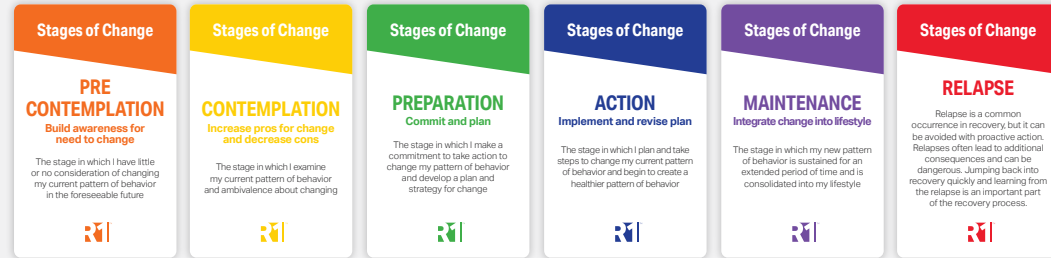 Stages of Change
PRE
CONTEMPLATION
Build awareness for
need to change
The stage in which I have little
or no consideration of changing
my current pattern of behavior
in the foreseeable future
Stages of Change
CONTEMPLATION
Increase pros for change
and decrease cons
The stage in which I examine
my current pattern of behavior
and ambivalence about changing
Stages of Change
PREPARATION
Commit and plan
The stage in which I make a
commitment to take action to
change my pattern of behavior
and develop a plan and
strategy for change
Stages of Change
ACTION
Implement and revise plan
The stage in which I plan and take
steps to change my current pattern
of behavior and begin to create a
healthier pattern of behavior
Stages of Change
MAINTENANCE
Integrate change into lifestyle
The stage in which my new pattern
of behavior is sustained for an
extended period of time and is
consolidated into my lifestyle
Stages of Change
RELAPSE
Relapse is a common
occurrence in recovery, but it can
be avoided with proactive action.
Relapses often lead to additional
consequences and can be
dangerous. Jumping back into
recovery quickly and learning from
the relapse is an important part
of the recovery process.